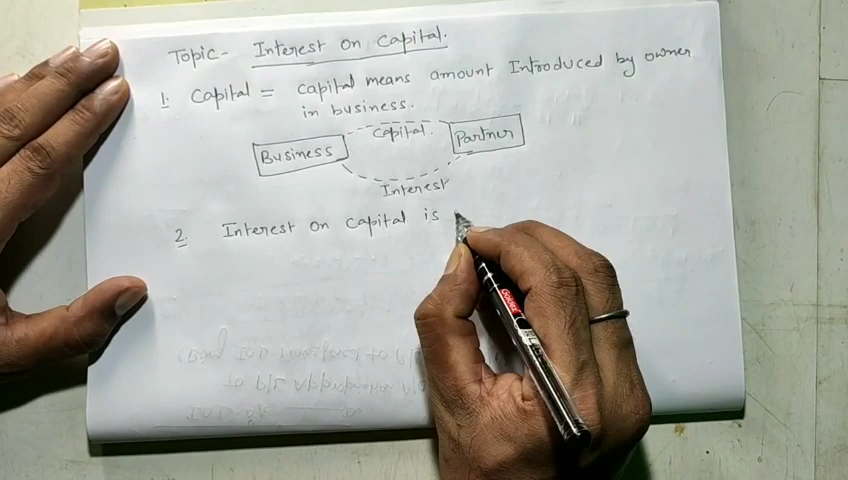 Topic- Interest on Capital.
1. Capital = capital means amount Introduced by owner
in business.
Capital.
Business
Partner
Interest
2 Interest on capital is